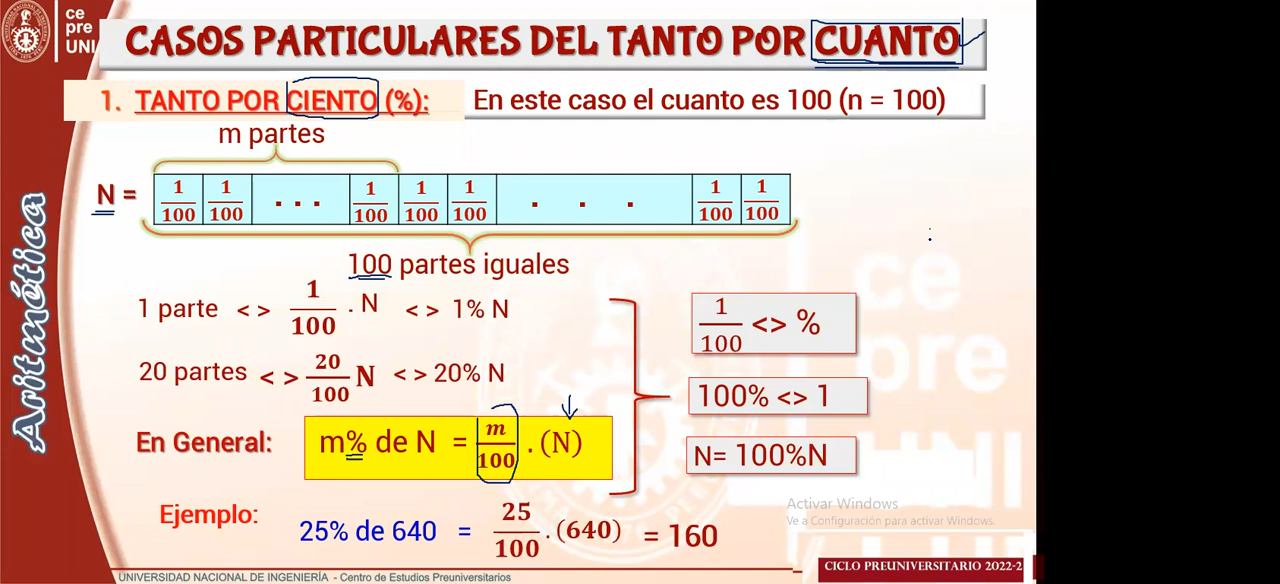 ce
pre
UNI
CASOS PARTICULARES DEL TANTO POR CUANTO
1. TANTO POR CIENTO (%): En este caso el cuanto es 100 (n = 100)
m partes
N = 1/100 1/100 ... 1/100 1/100 1/100 . . . 1/100 1/100
100 partes iguales
1 parte <> 1/100 . N <> 1% N
20 partes <> 20/100 N <> 20% N
En General: m% de N = m/100 . (N)
1/100 <> %
100% <> 1
N= 100%N
Ejemplo: 25% de 640 = 25/100 . (640) = 160
Aritmética
ce
pre
UNI
Activar Windows
Ve a Configuración para activar Windows.
UNIVERSIDAD NACIONAL DE INGENIERÍA - Centro de Estudios Preuniversitarios
CICLO PREUNIVERSITARIO 2022-2